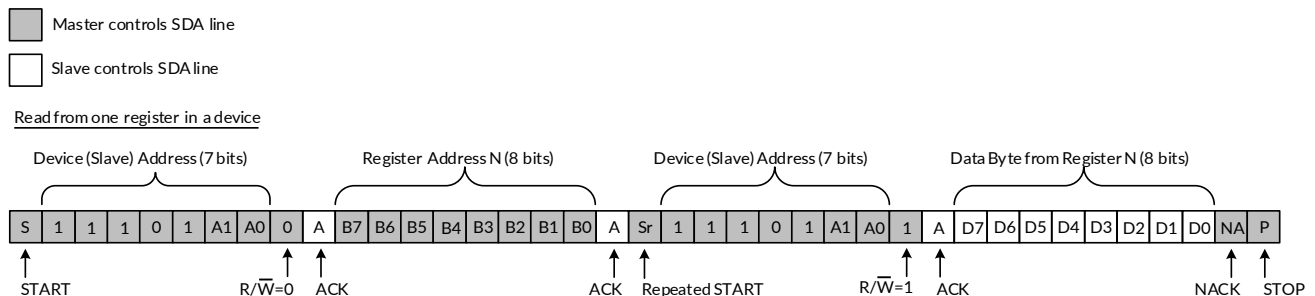 Master controls SDA line
Slave controls SDA line
Read from one register in a device
Device (Slave) Address (7 bits) Register Address N (8 bits) Device (Slave) Address (7 bits) Data Byte from Register N (8 bits)
S 1 1 1 0 1 A1 A0 0 A B7 B6 B5 B4 B3 B2 B1 B0 A Sr 1 1 1 0 1 A1 A0 1 A D7 D6 D5 D4 D3 D2 D1 D0 NA P
START R/W̅=0 ACK ACK Repeated START R/W̅=1 ACK NACK STOP